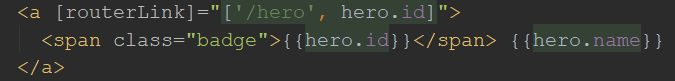 <a [routerLink]="['/hero', hero.id]">
<span class="badge">{{hero.id}}</span> {{hero.name}}
</a>